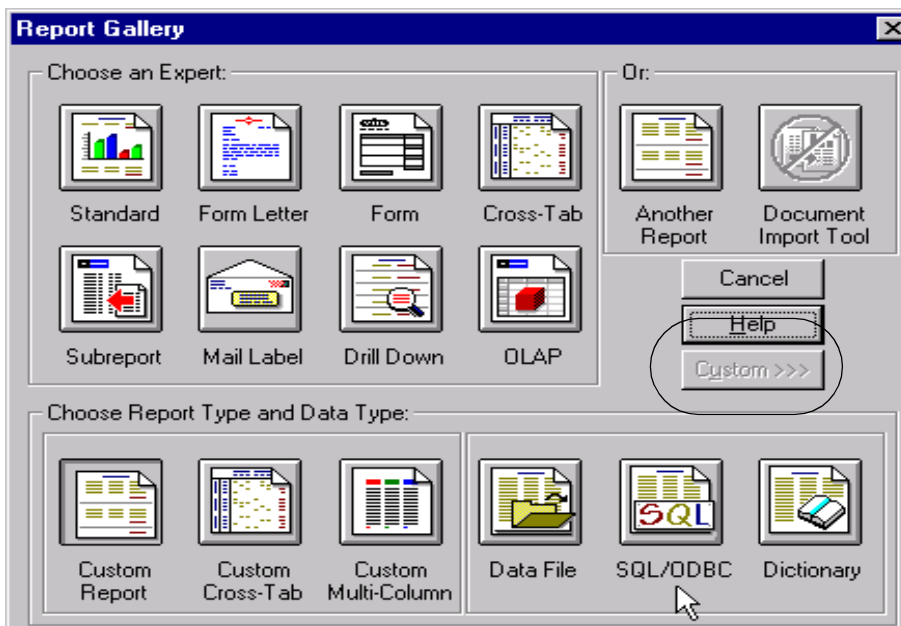 Report Gallery
Choose an Expert:
Standard
Form Letter
Form
Cross-Tab
Subreport
Mail Label
Drill Down
OLAP
Or:
Another
Report
Document
Import Tool
Cancel
Help
Custom >>>
Choose Report Type and Data Type:
Custom
Report
Custom
Cross-Tab
Custom
Multi-Column
Data File
SQL
SQL/ODBC
Dictionary